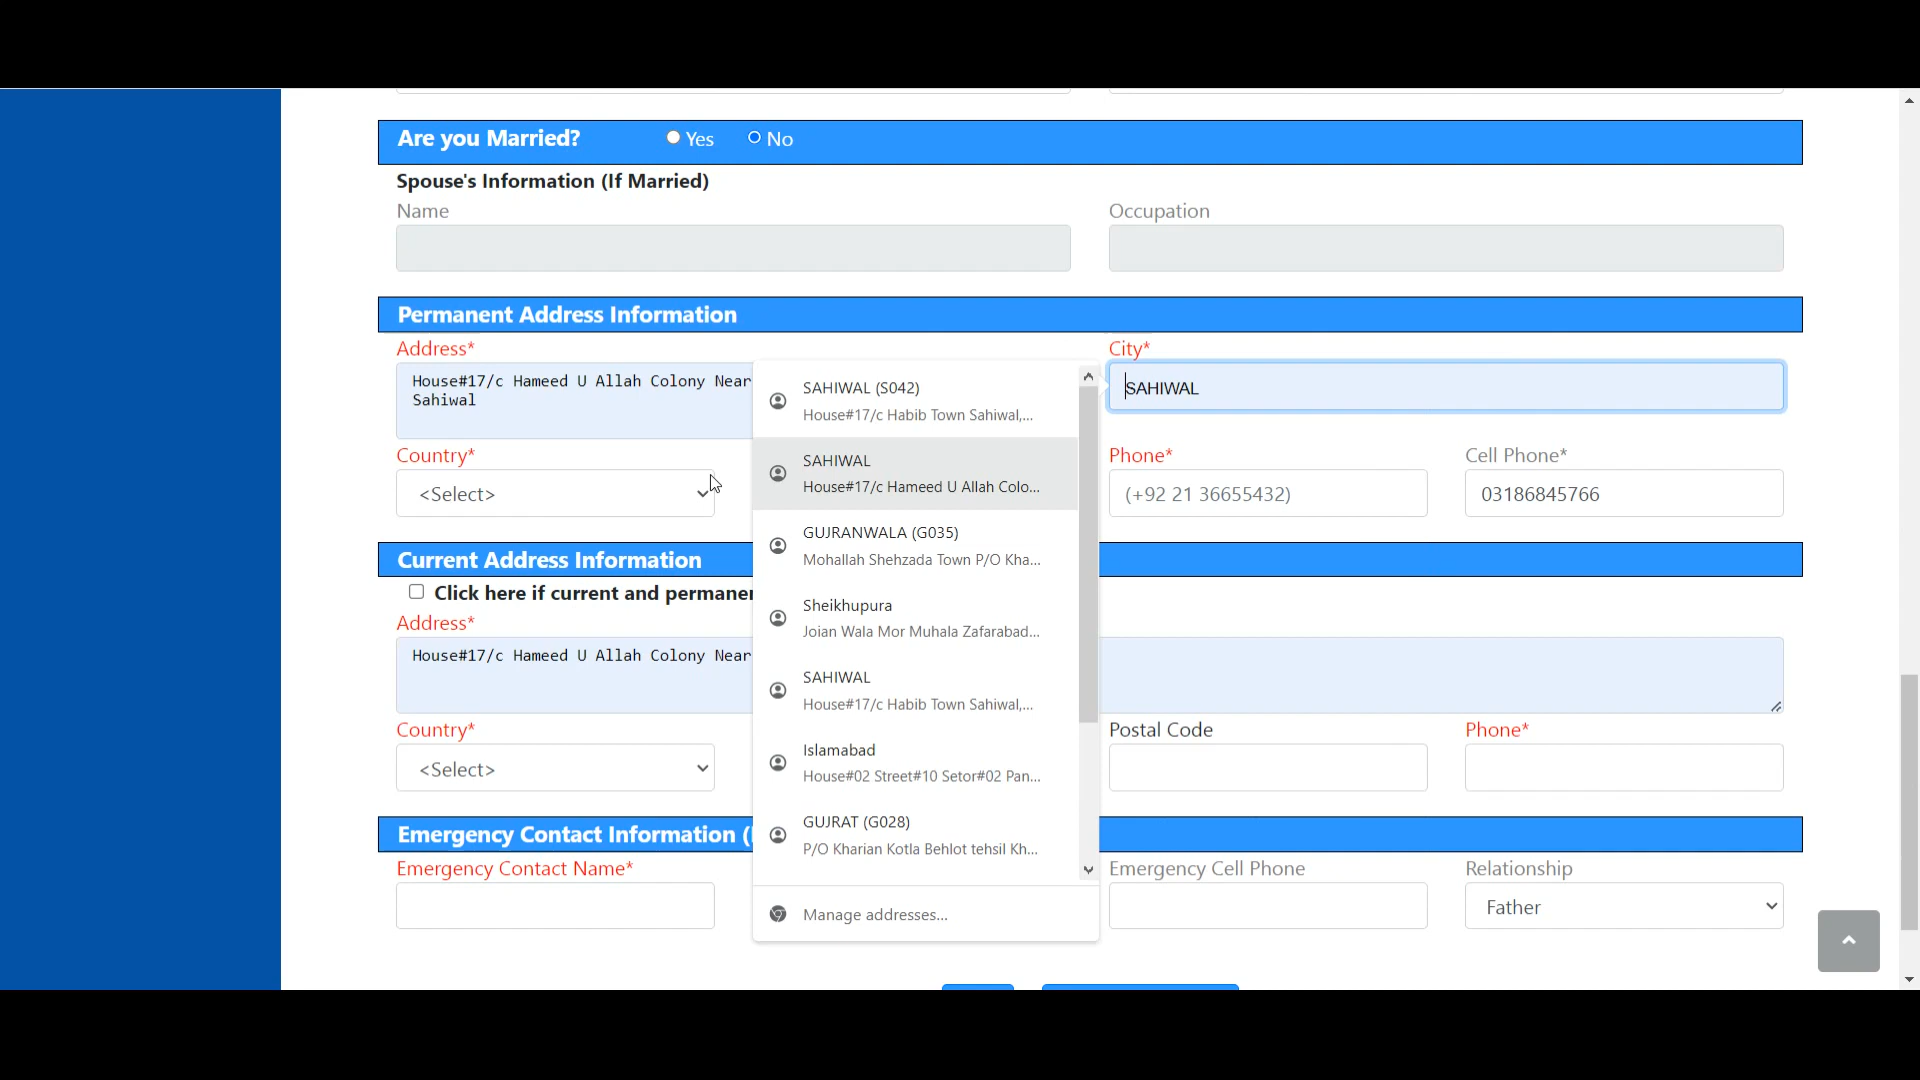 Are you Married?
Yes
No
Spouse's Information (If Married)
Name
Occupation
Permanent Address Information
Address*
City*
House#17/c Hameed U Allah Colony Near
Sahiwal
SAHIWAL
Country*
Phone*
Cell Phone*
<Select>
(+92 21 36655432)
03186845766
SAHIWAL (S042)
House#17/c Habib Town Sahiwal,...
SAHIWAL
House#17/c Hameed U Allah Colo...
GUJRANWALA (G035)
Mohallah Shehzada Town P/O Kha...
Sheikhupura
Joian Wala Mor Muhala Zafarabad...
SAHIWAL
House#17/c Habib Town Sahiwal,...
Islamabad
House#02 Street#10 Setor#02 Pan...
GUJRAT (G028)
P/O Kharian Kotla Behlot tehsil Kh...
Manage addresses...
Current Address Information
Click here if current and permanen
Address*
House#17/c Hameed U Allah Colony Near
Country*
Postal Code
Phone*
<Select>
Emergency Contact Information (
Emergency Contact Name*
Emergency Cell Phone
Relationship
Father